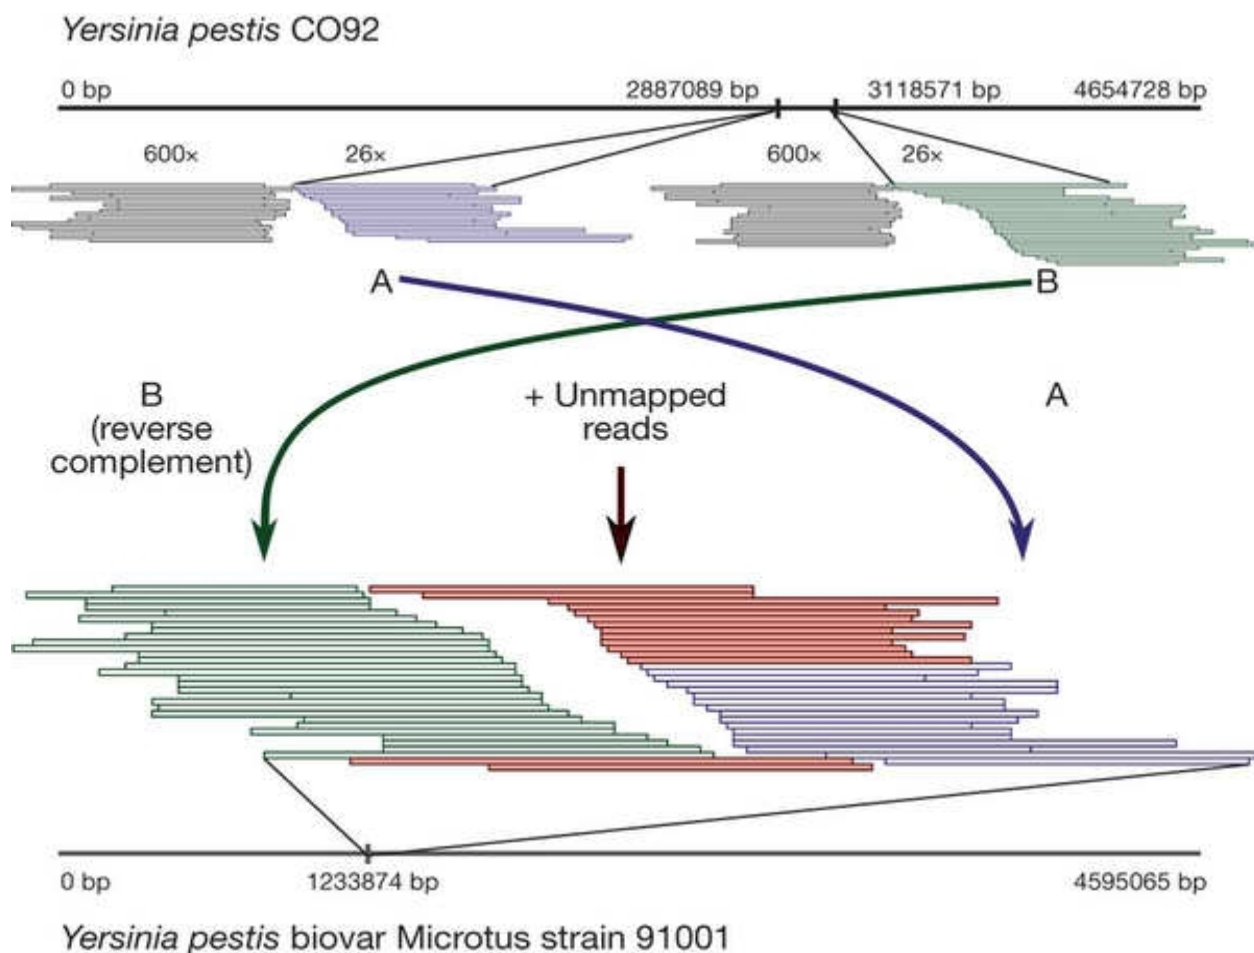 Yersinia pestis CO92
0 bp 2887089 bp 3118571 bp 4654728 bp
600× 26× 600× 26×
A B
B
(reverse
complement)
+ Unmapped
reads
A
0 bp 1233874 bp 4595065 bp
Yersinia pestis biovar Microtus strain 91001